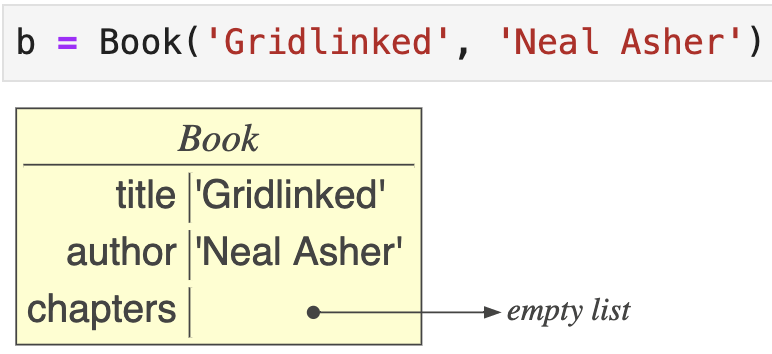 b = Book('Gridlinked', 'Neal Asher')
Book
title 'Gridlinked'
author 'Neal Asher'
chapters empty list